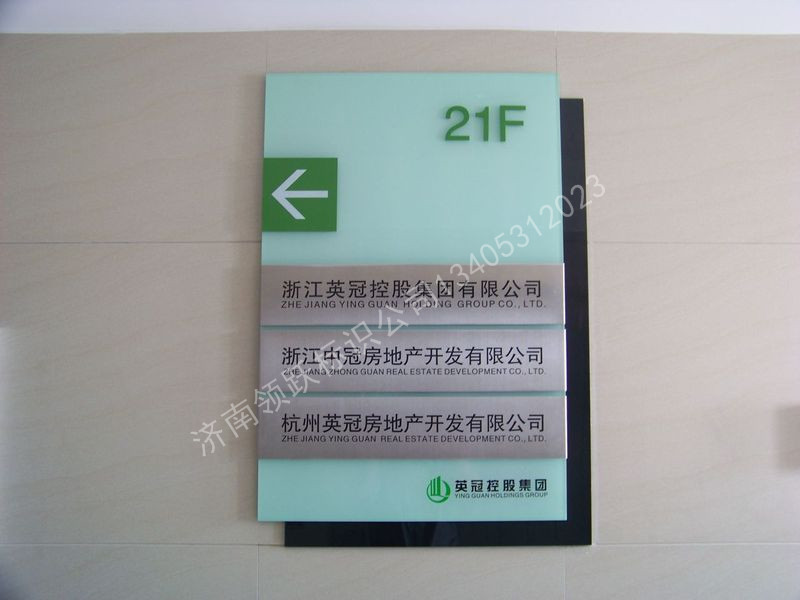 21F
浙江英冠控股集团有限公司
ZHE JIANG YING GUAN HOLDING GROUP CO., LTD.
浙江中冠房地产开发有限公司
ZHE JIANG ZHONG GUAN REAL ESTATE DEVELOPMENT CO., LTD.
杭州英冠房地产开发有限公司
ZHE JIANG YING GUAN REAL ESTATE DEVELOPMENT CO., LTD.
英冠控股集团
YING GUAN HOLDINGS GROUP
济南领跃标识公司13405312023